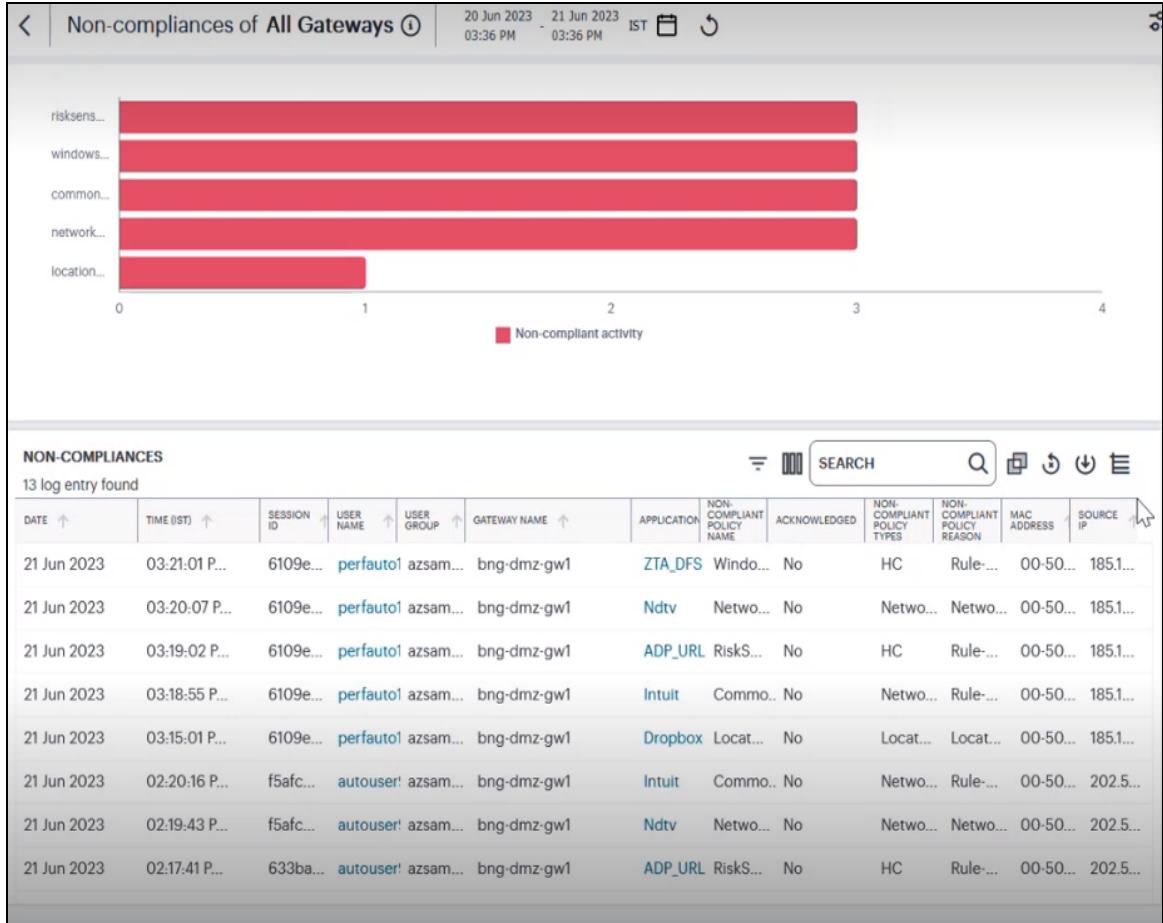 Non-compliances of All Gateways
20 Jun 2023 - 21 Jun 2023 IST
03:36 PM 03:36 PM
risksens...
windows...
common...
network...
location...
0 1 2 3 4
Non-compliant activity
NON-COMPLIANCES
SEARCH
13 log entry found
DATE TIME (IST) SESSION ID USER NAME USER GROUP GATEWAY NAME APPLICATION NON-COMPLIANT POLICY NAME ACKNOWLEDGED NON-COMPLIANT POLICY TYPES NON-COMPLIANT POLICY REASON MAC ADDRESS SOURCE IP
21 Jun 2023 03:21:01 P... 6109e... perfauto1 azsam... bng-dmz-gw1 ZTA_DFS Windo... No HC Rule-... 00-50... 185.1...
21 Jun 2023 03:20:07 P... 6109e... perfauto1 azsam... bng-dmz-gw1 Ndtv Netwo... No Netwo... Netwo... 00-50... 185.1...
21 Jun 2023 03:19:02 P... 6109e... perfauto1 azsam... bng-dmz-gw1 ADP_URL RiskS... No HC Rule-... 00-50... 185.1...
21 Jun 2023 03:18:55 P... 6109e... perfauto1 azsam... bng-dmz-gw1 Intuit Commo... No Netwo... Rule-... 00-50... 185.1...
21 Jun 2023 03:15:01 P... 6109e... perfauto1 azsam... bng-dmz-gw1 Dropbox Locat... No Locat... Locat... 00-50... 185.1...
21 Jun 2023 02:20:16 P... f5afc... autouser azsam... bng-dmz-gw1 Intuit Commo... No Netwo... Rule-... 00-50... 202.5...
21 Jun 2023 02:19:43 P... f5afc... autouser azsam... bng-dmz-gw1 Ndtv Netwo... No Netwo... Netwo... 00-50... 202.5...
21 Jun 2023 02:17:41 P... 633ba... autouser azsam... bng-dmz-gw1 ADP_URL RiskS... No HC Rule-... 00-50... 202.5...